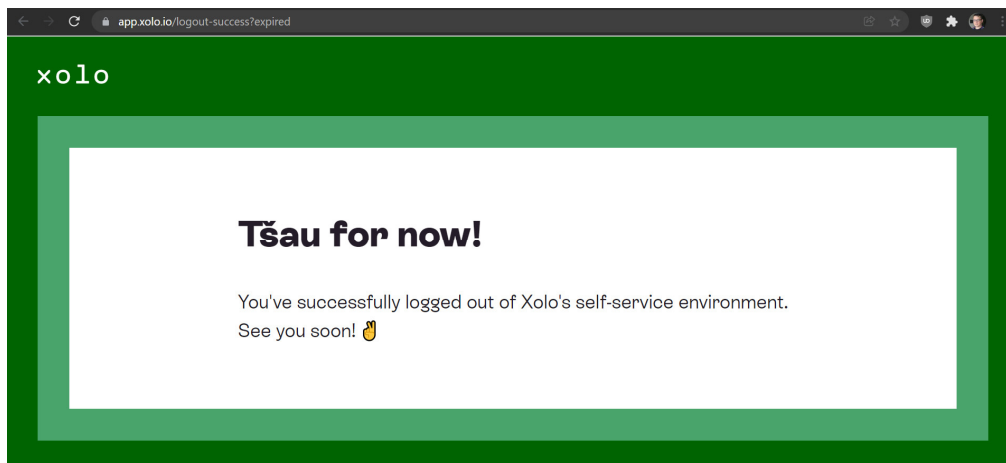 app.xolo.io/logout-success?expired
xolo
Tšau for now!
You've successfully logged out of Xolo's self-service environment.
See you soon! ✌️